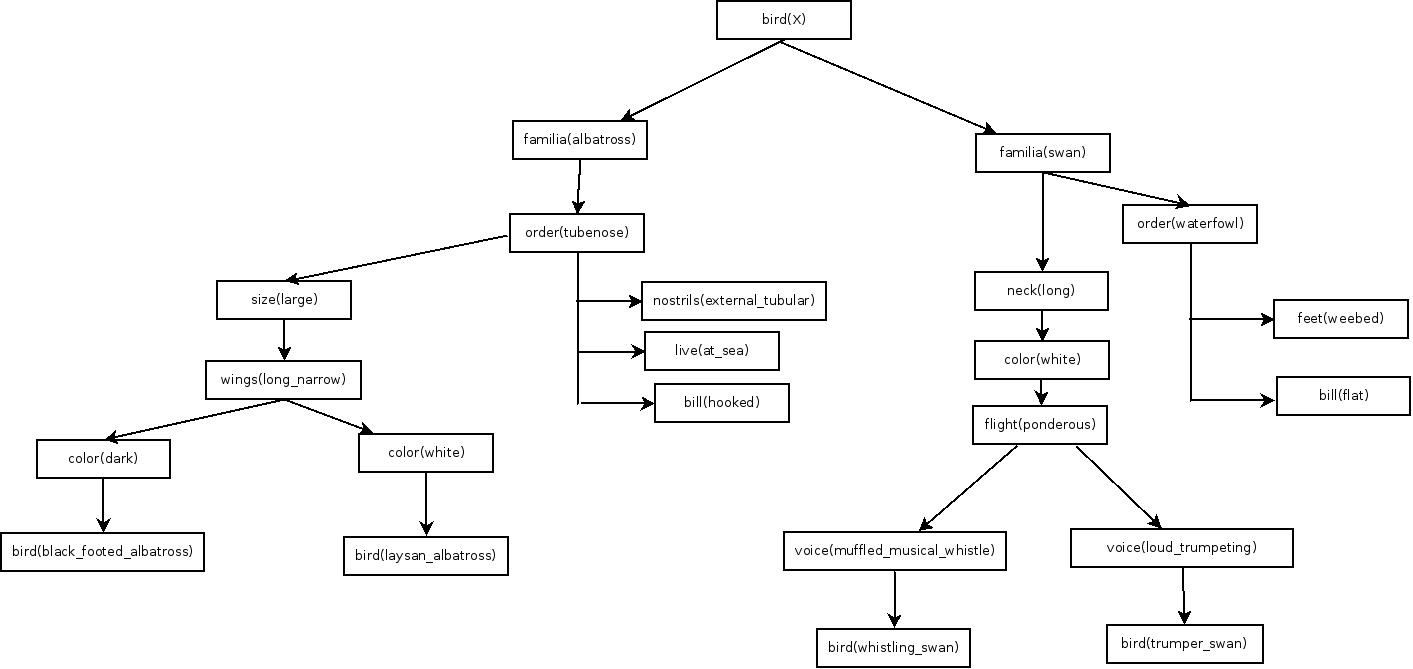 bird(X)
familia(albatross)
familia(swan)
order(tubenose)
order(waterfowl)
size(large)
nostrils(external_tubular)
neck(long)
feet(weebed)
live(at_sea)
color(white)
wings(long_narrow)
bill(hooked)
bill(flat)
flight(ponderous)
color(dark)
color(white)
bird(black_footed_albatross)
bird(laysan_albatross)
voice(muffled_musical_whistle)
voice(loud_trumpeting)
bird(whistling_swan)
bird(trumper_swan)